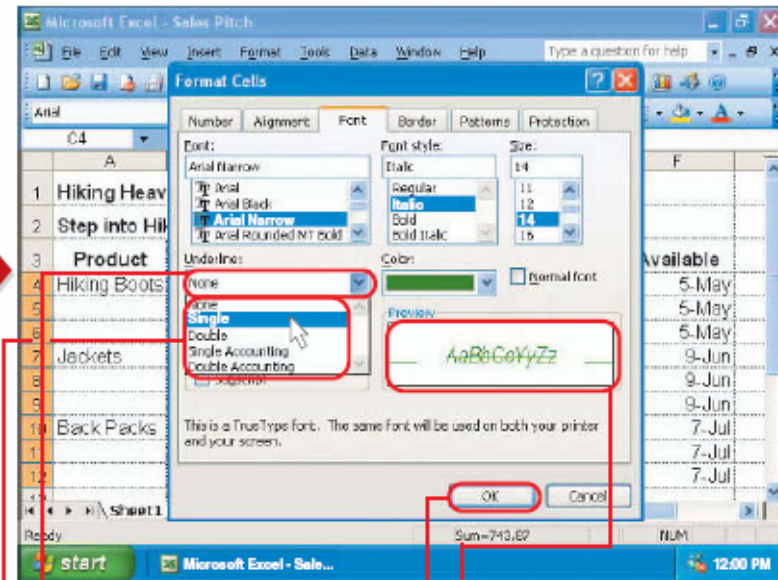 Microsoft Excel - Sales Pitch
File Edit View Insert Format Tools Data Window Help Type a question for help
Arial
C4
Format Cells
Number Alignment Font Border Patterns Protection
Font: Font style: Size:
Arial Narrow Italic 14
Arial Regular 11
Arial Black Italic 12
Arial Narrow Bold 14
Arial Rounded MT Bold Bold Italic 16
Underline: Color:
None Normal font
None Preview
Single
Double AaBbCcYyZz
Single Accounting
Double Accounting
Subscript
This is a TrueType font. The same font will be used on both your printer
and your screen.
OK Cancel
A F
1 Hiking Heav
2 Step into Hik
3 Product Available
4 Hiking Boots 5-May
5 5-May
6 5-May
7 Jackets 9-Jun
8 9-Jun
9 9-Jun
10 Back Packs 7-Jul
11 7-Jul
12 7-Jul
Sheet1
Ready Sum=743.87 NUM
start Microsoft Excel - Sale... 12:00 PM